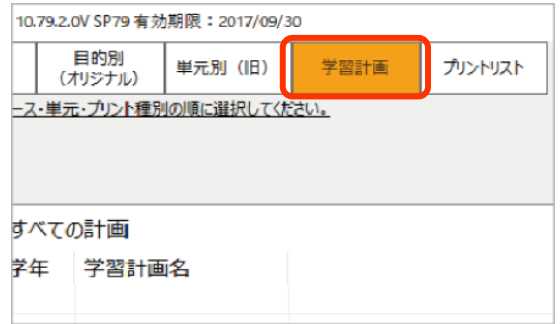 10.79.2.0V SP79 有効期限：2017/09/30
目的別
（オリジナル）
単元別（旧）
学習計画
プリントリスト
ース・単元・プリント種別の順に選択してください。
すべての計画
学年 学習計画名